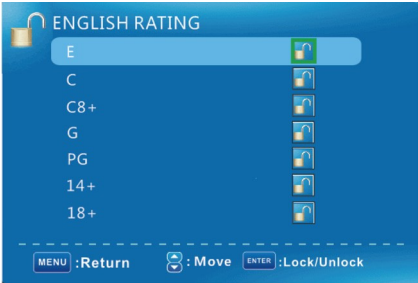 ENGLISH RATING
E
C
C8+
G
PG
14+
18+
MENU :Return : Move ENTER :Lock/Unlock